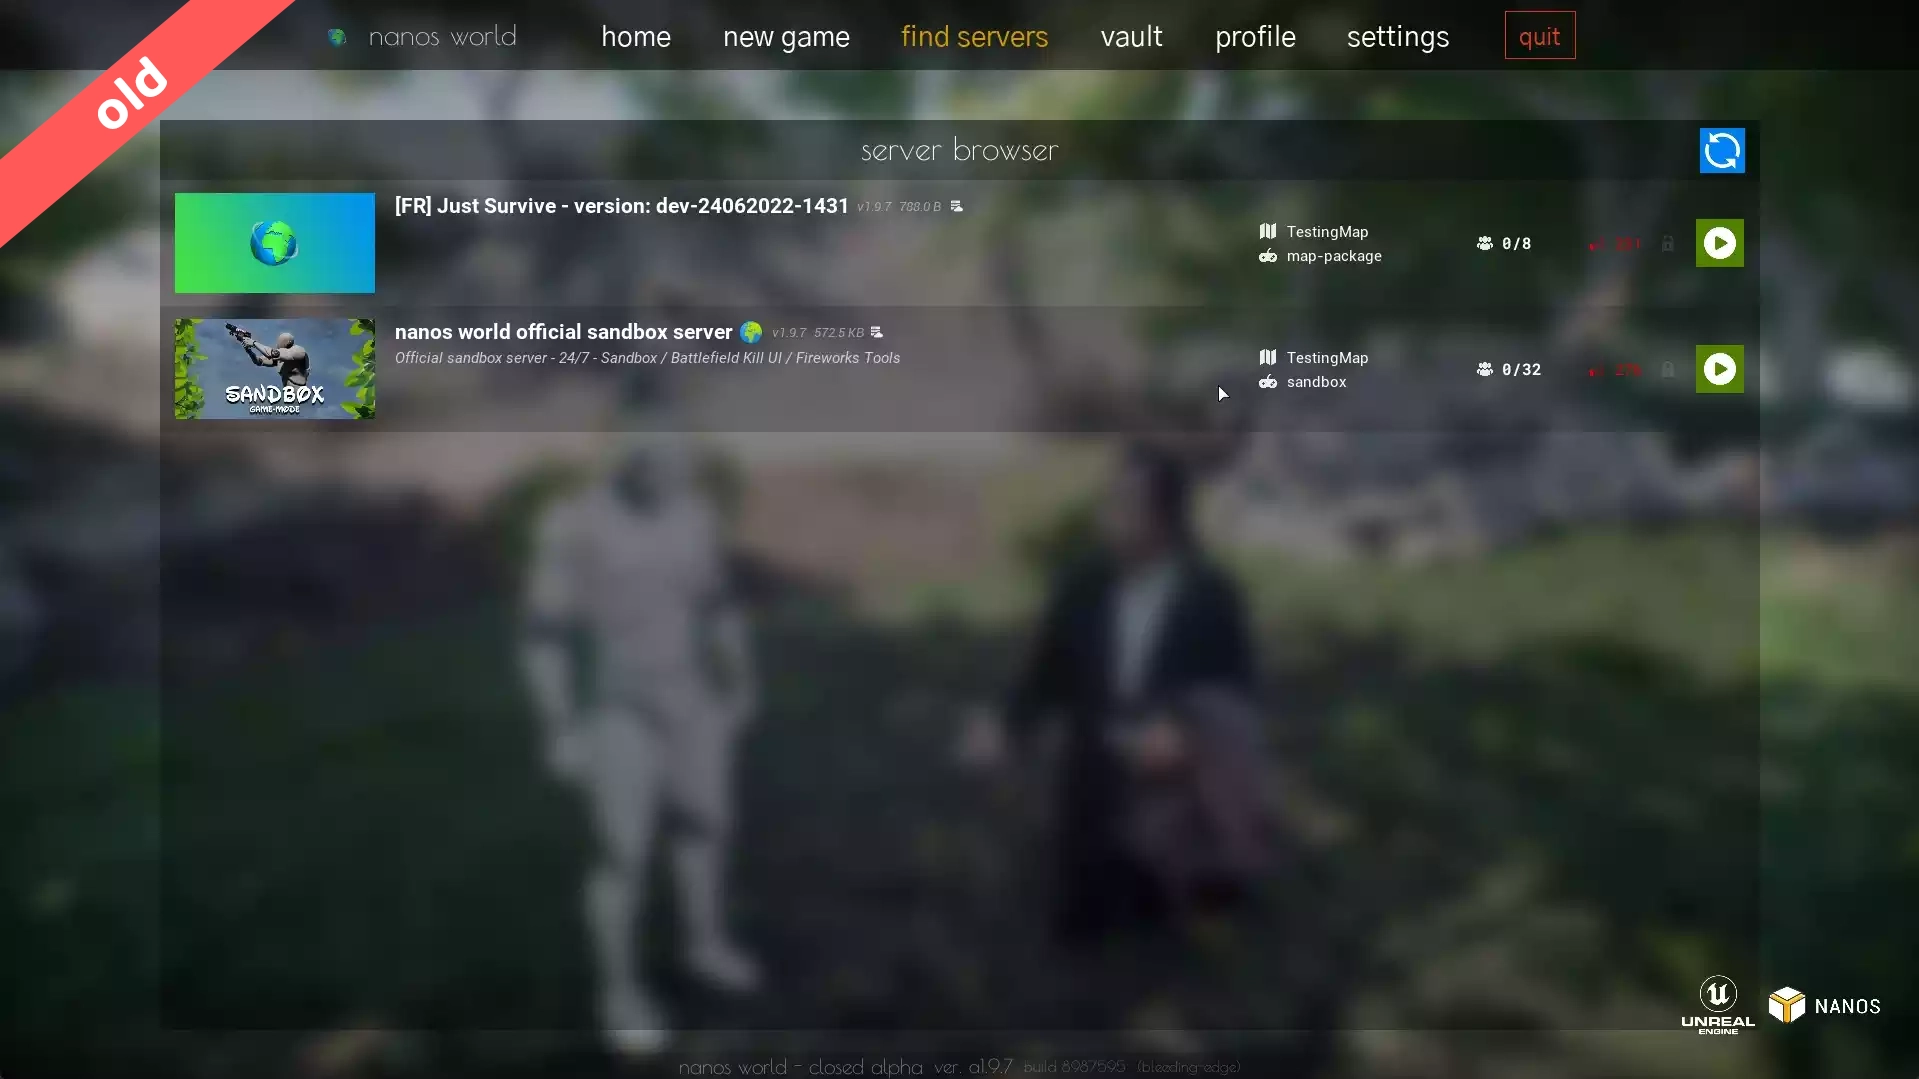 old
nanos world home new game find servers vault profile settings quit
server browser
[FR] Just Survive - version: dev-24062022-1431 v1.9.7 788.0 B
TestingMap
map-package
0/8
SANDBOX
GAME-MODE
nanos world official sandbox server v1.9.7 572.5 KB
Official sandbox server - 24/7 - Sandbox / Battlefield Kill UI / Fireworks Tools
TestingMap
sandbox
0/32
UNREAL
ENGINE
NANOS
nanos world - closed alpha ver. a1.9.7 build 8987595 (bleeding-edge)